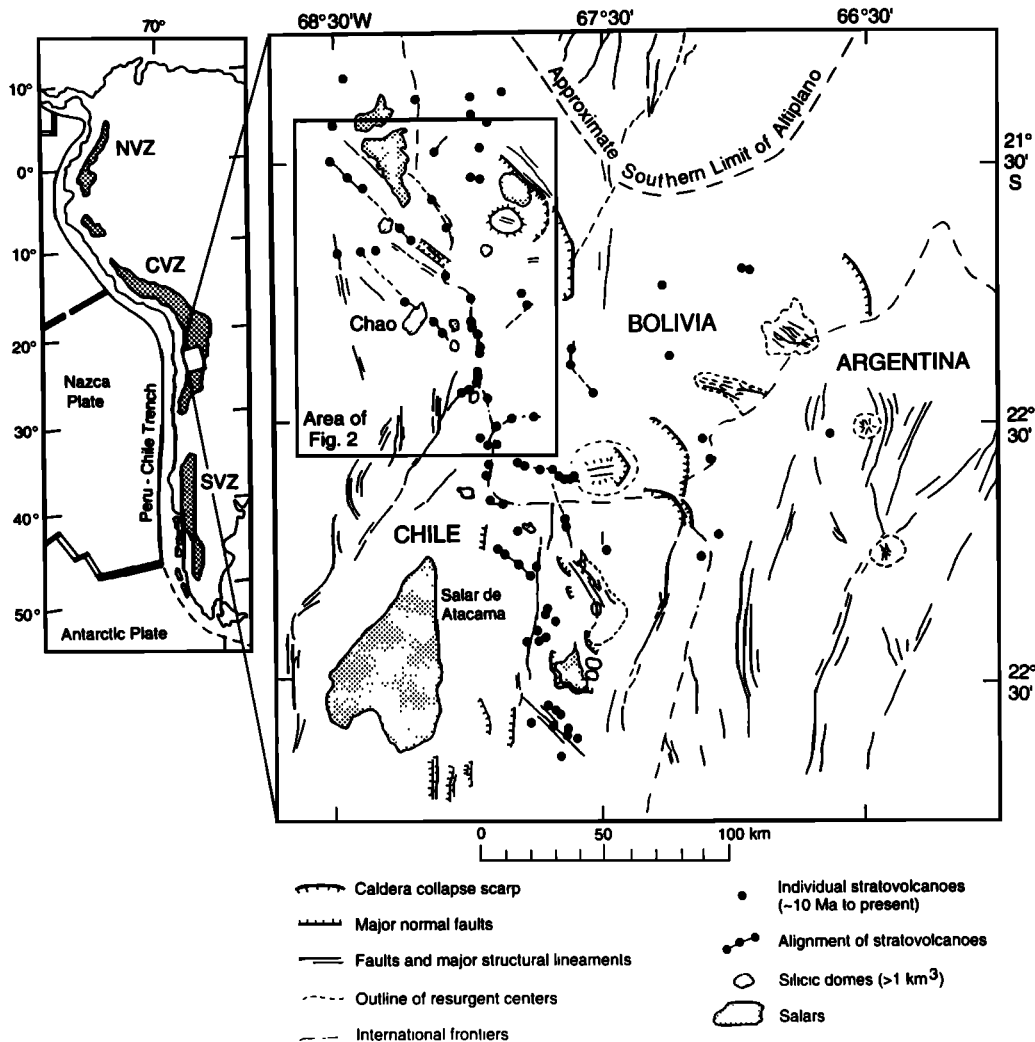 68°30'W
67°30'
66°30'
70°
10°
0°
10°
20°
30°
40°
50°
NVZ
CVZ
SVZ
Nazca
Plate
Peru - Chile Trench
Antarctic Plate
Approximate Southern Limit of Altiplano
21°
30'
S
Chao
BOLIVIA
ARGENTINA
Area of
Fig. 2
22°
30'
CHILE
Salar de
Atacama
22°
30'
0
50
100 km
Caldera collapse scarp
Major normal faults
Faults and major structural lineaments
Outline of resurgent centers
International frontiers
Individual stratovolcanoes
(~10 Ma to present)
Alignment of stratovolcanoes
Silicic domes (>1 km³)
Salars